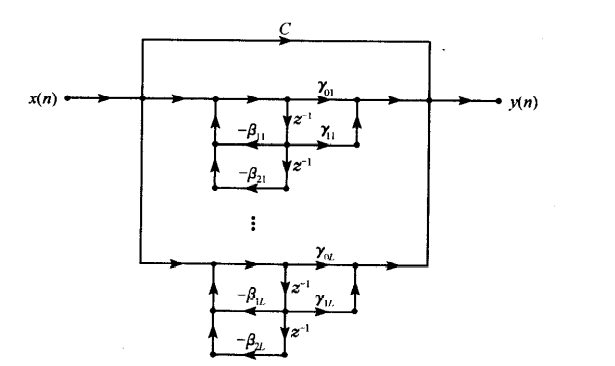 C
x(n) γ₀₁ y(n)
z⁻¹
-β₁₁ γ₁₁
z⁻¹
-β₂₁
⋮
γ₀L
z⁻¹
-β₁L γ₁L
z⁻¹
-β₂L